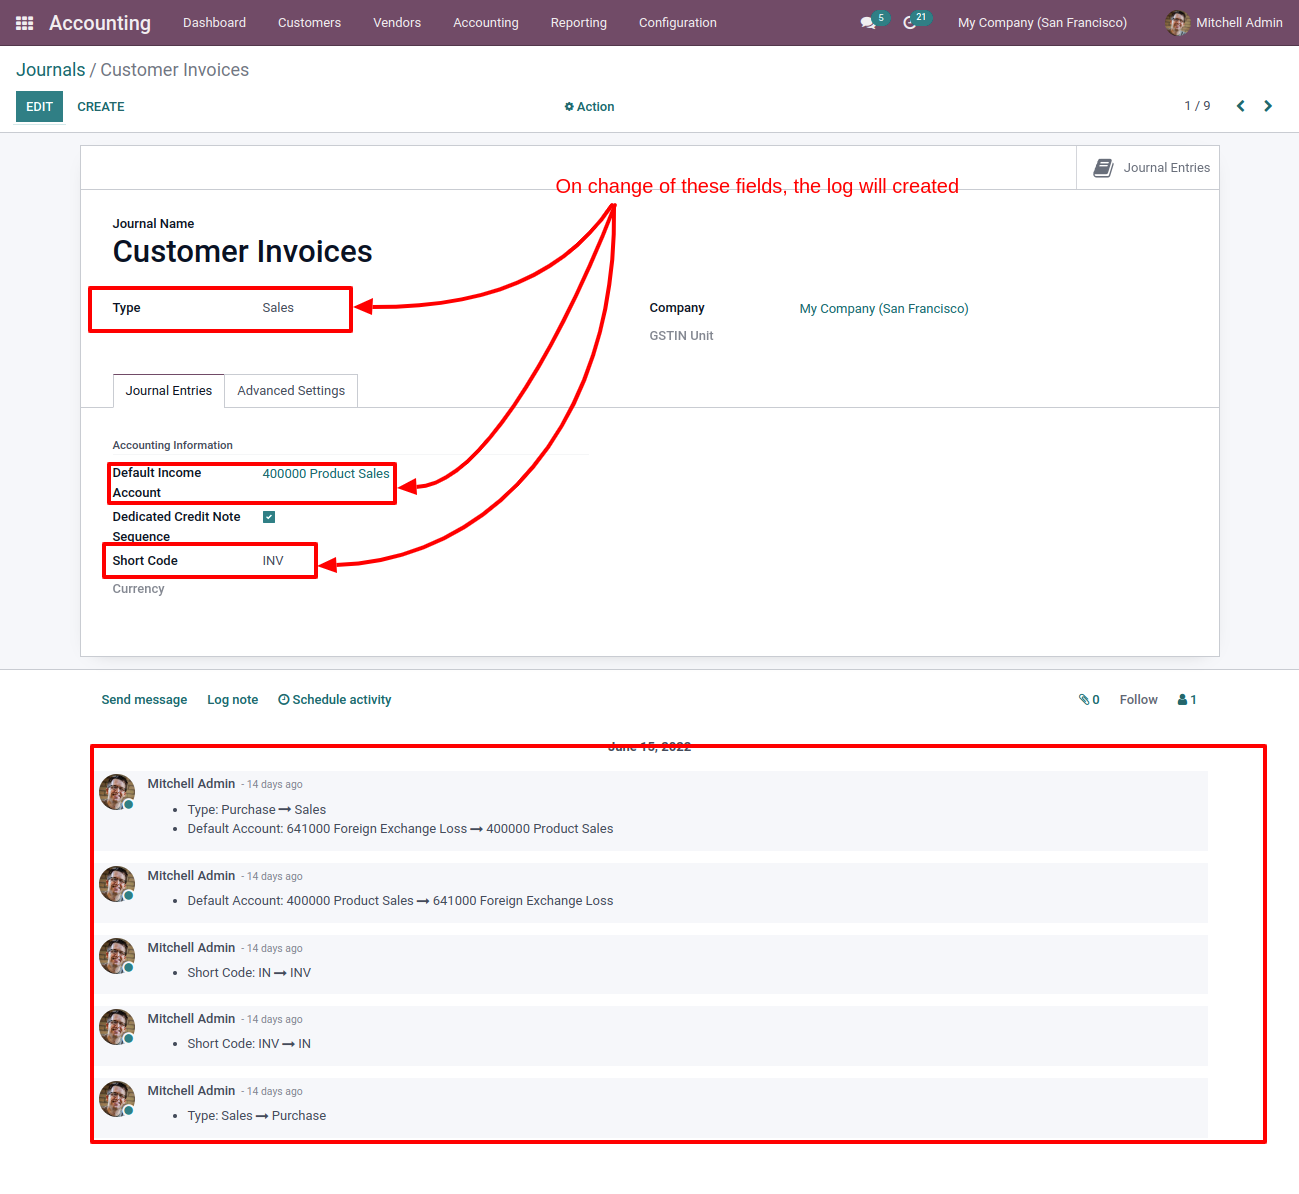 Accounting Dashboard Customers Vendors Accounting Reporting Configuration 5 21 My Company (San Francisco) Mitchell Admin
Journals / Customer Invoices
EDIT CREATE Action 1 / 9
Journal Entries
On change of these fields, the log will created
Journal Name
Customer Invoices
Type Sales
Company My Company (San Francisco)
GSTIN Unit
Journal Entries Advanced Settings
Accounting Information
Default Income Account 400000 Product Sales
Dedicated Credit Note Sequence
Short Code INV
Currency
Send message Log note Schedule activity 0 Follow 1
June 15, 2022
Mitchell Admin - 14 days ago
• Type: Purchase → Sales
• Default Account: 641000 Foreign Exchange Loss → 400000 Product Sales
Mitchell Admin - 14 days ago
• Default Account: 400000 Product Sales → 641000 Foreign Exchange Loss
Mitchell Admin - 14 days ago
• Short Code: IN → INV
Mitchell Admin - 14 days ago
• Short Code: INV → IN
Mitchell Admin - 14 days ago
• Type: Sales → Purchase